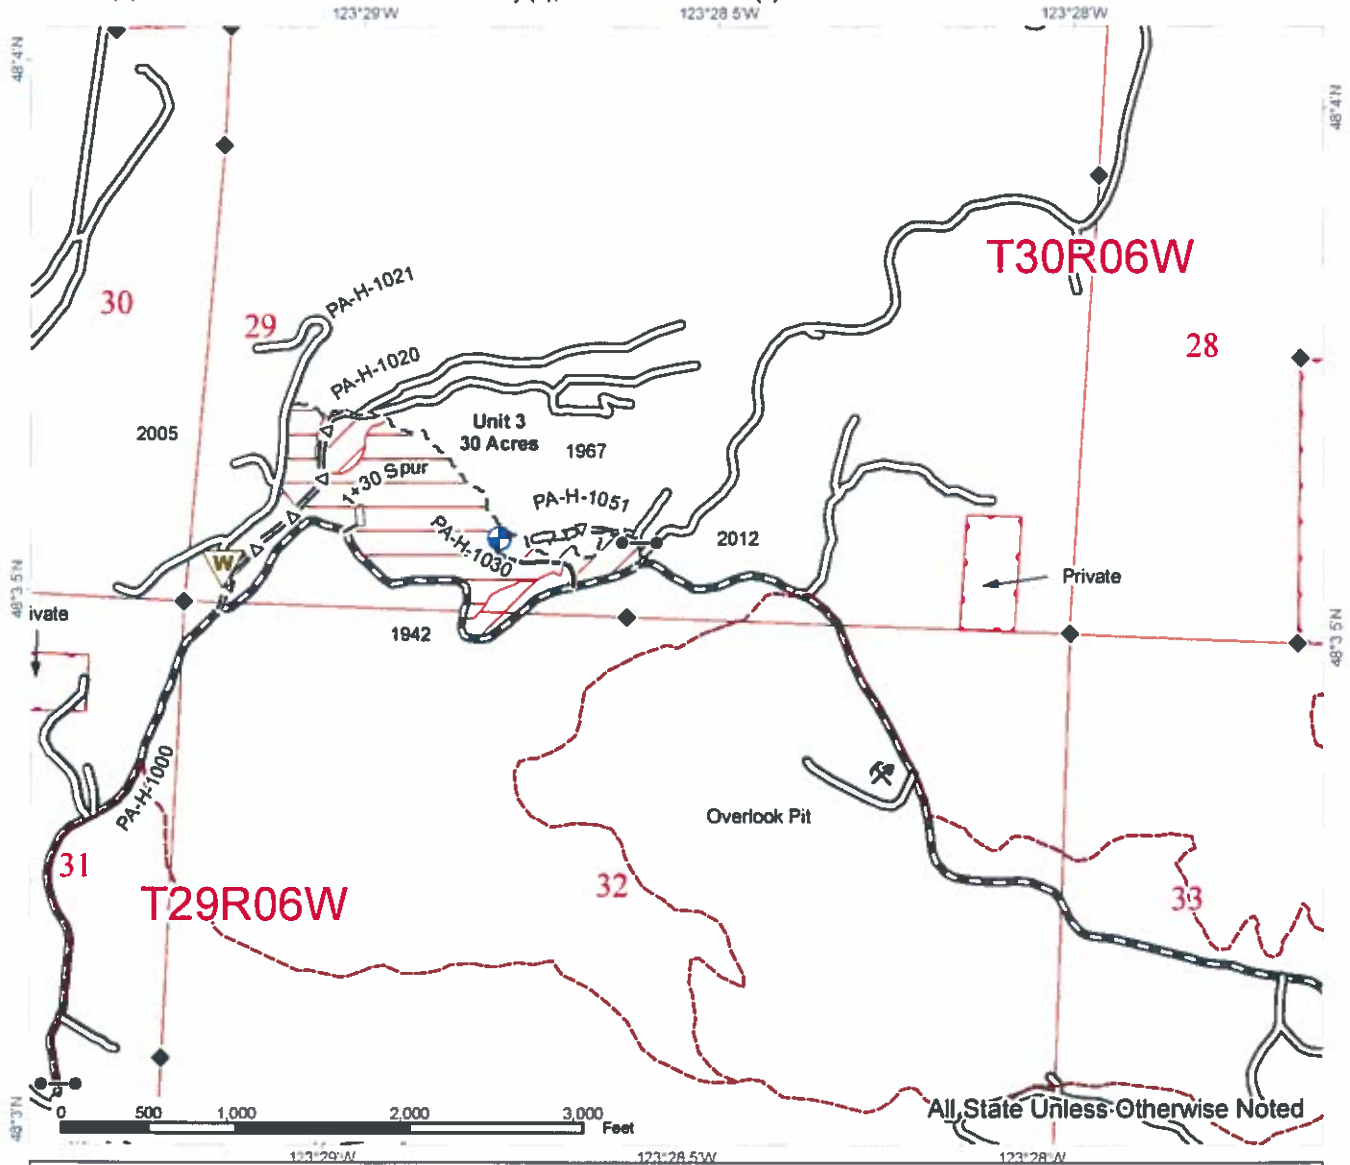 123°29'W
123°28'5'W
123°28'W
48°4'N
48°4'N
T30R06W
PA-H-1021
30
29
28
PA-H-1020
Unit 3
30 Acres
2005
1967
1+30 Spur
PA-H-1051
PA-H-1030
2012
W
Private
48°3'5'N
48°3'5'N
ivate
1942
PA-H-1000
Overlook Pit
31
T29R06W
32
33
0 500 1,000 2,000 3,000
Feet
All State Unless Otherwise Noted
48°3'N
123°29'W
123°28.5'W
123°28'W